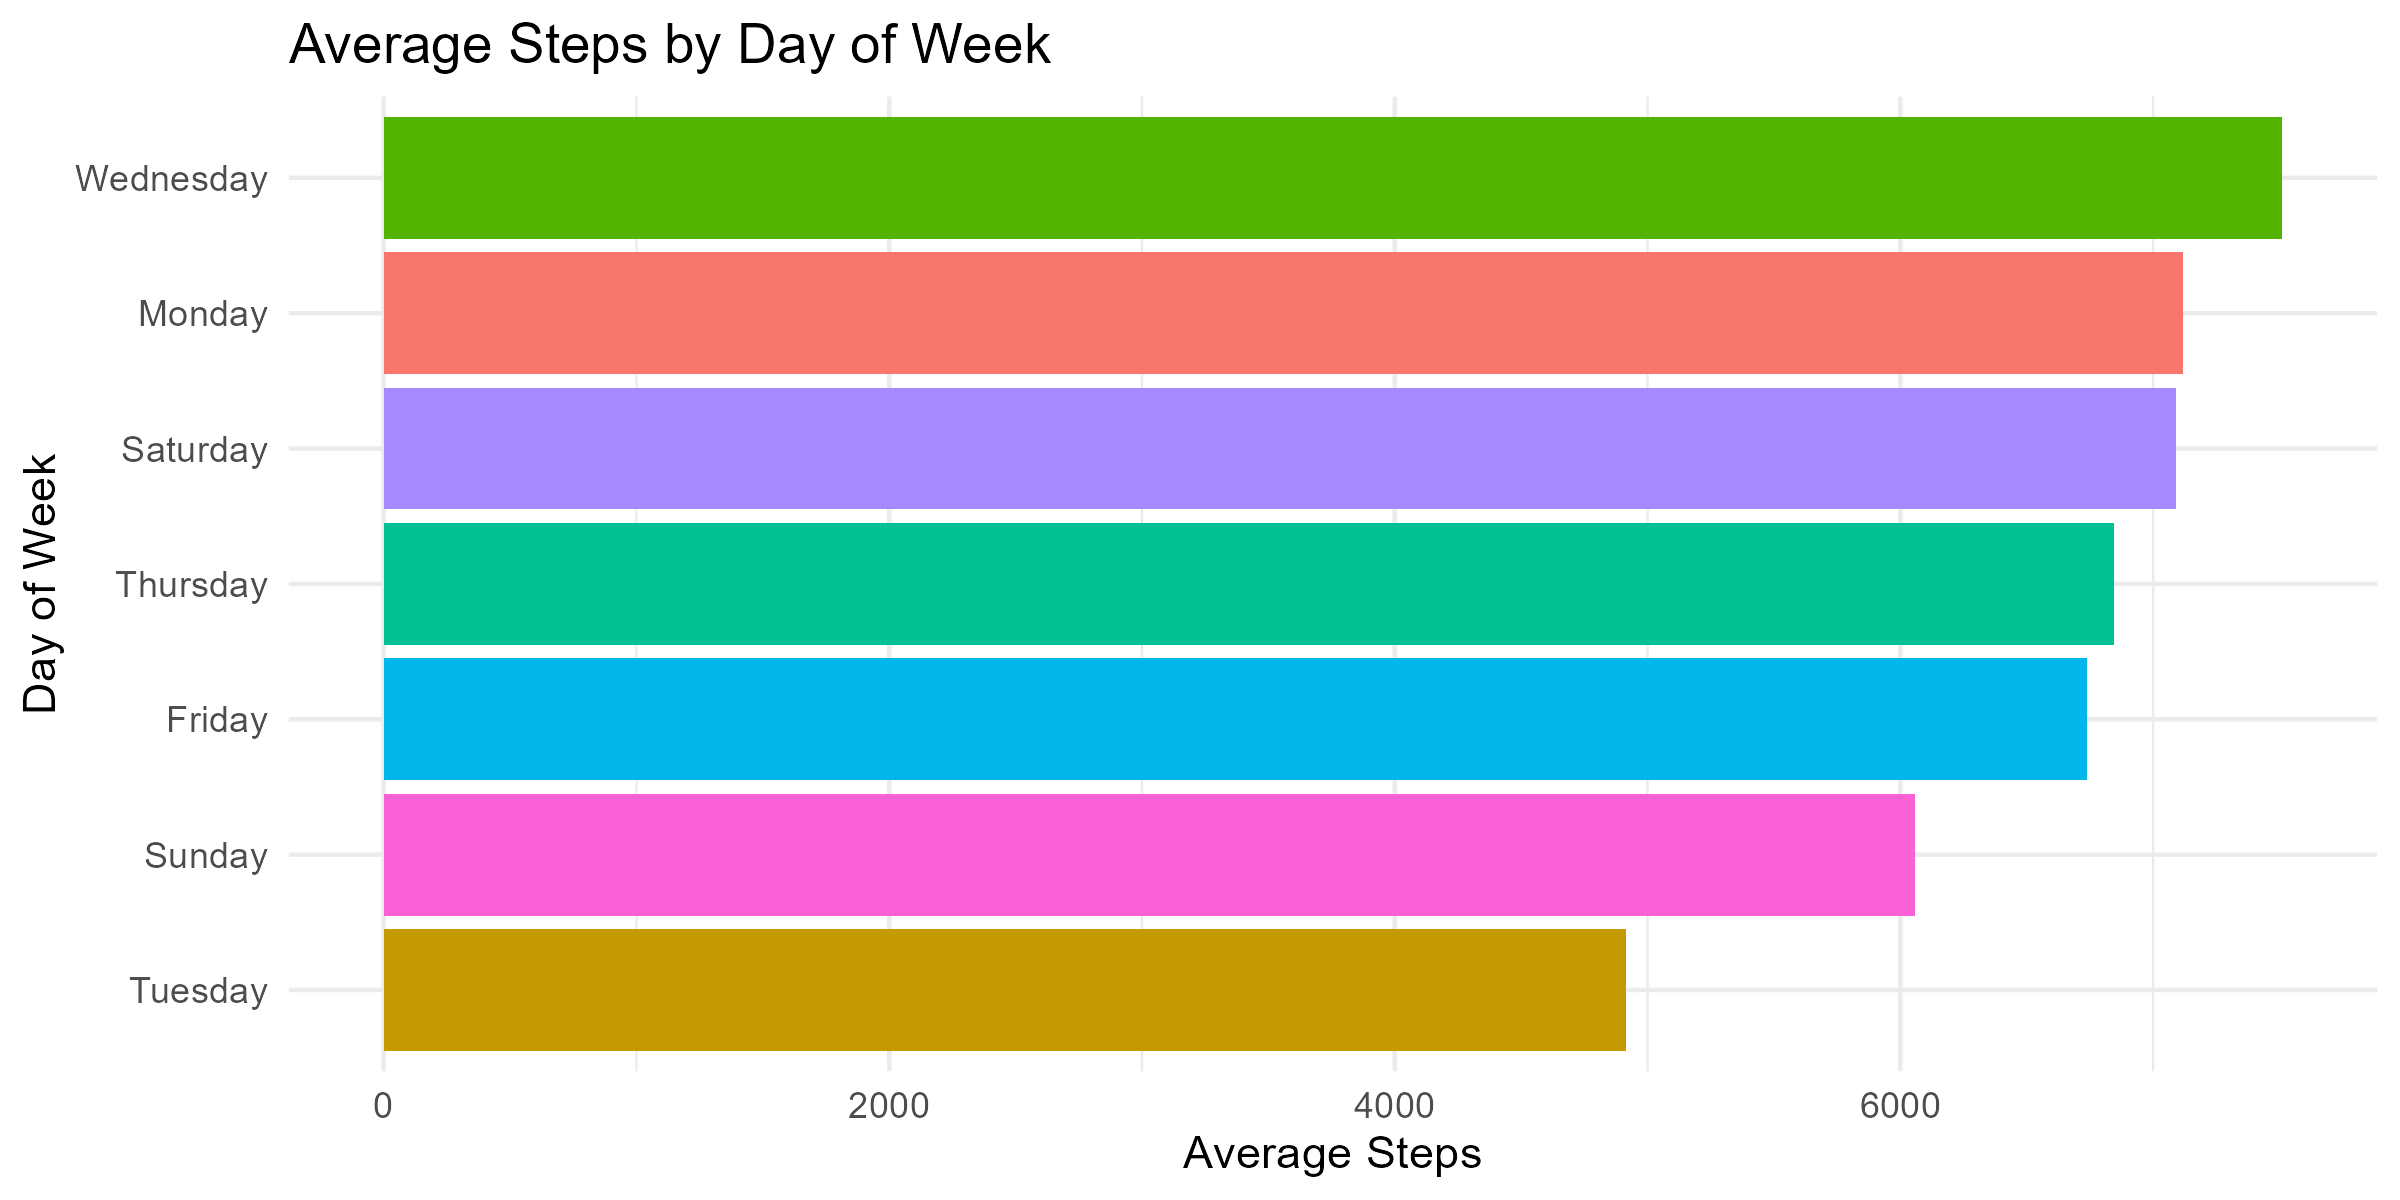 Average Steps by Day of Week
Day of Week
Wednesday
Monday
Saturday
Thursday
Friday
Sunday
Tuesday
0 2000 4000 6000
Average Steps